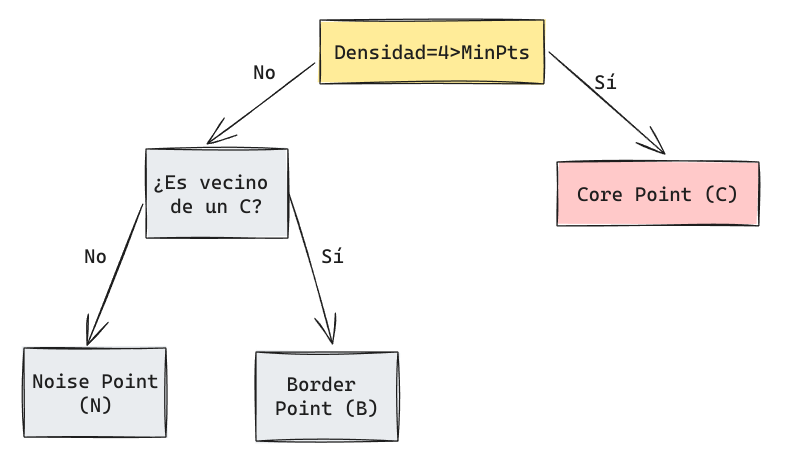 Densidad=4>MinPts
No
Sí
¿Es vecino
de un C?
Core Point (C)
No
Sí
Noise Point
(N)
Border
Point (B)